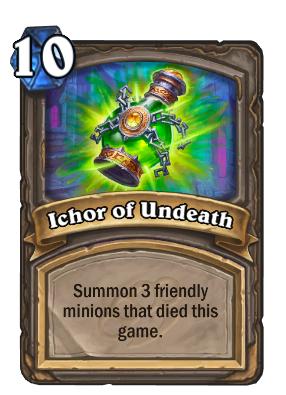 10
Ichor of Undeath
Summon 3 friendly
minions that died this
game.